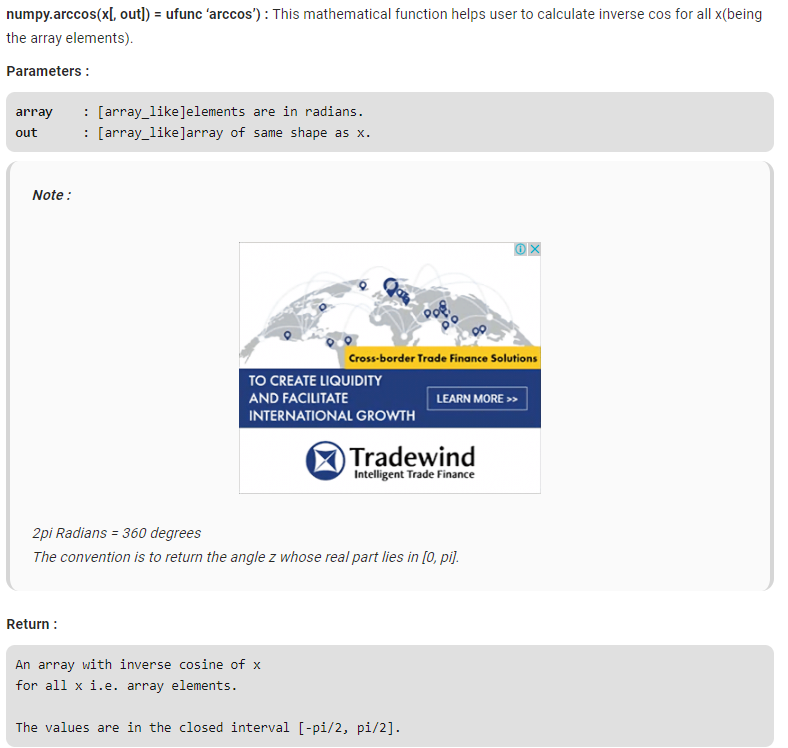 numpy.arccos(x[, out]) = ufunc ‘arccos’) : This mathematical function helps user to calculate inverse cos for all x(being
the array elements).
Parameters :
array    : [array_like]elements are in radians.
out      : [array_like]array of same shape as x.
Note :
Cross-border Trade Finance Solutions
TO CREATE LIQUIDITY
AND FACILITATE
INTERNATIONAL GROWTH
LEARN MORE >>
Tradewind
Intelligent Trade Finance
2pi Radians = 360 degrees
The convention is to return the angle z whose real part lies in [0, pi].
Return :
An array with inverse cosine of x
for all x i.e. array elements.
The values are in the closed interval [-pi/2, pi/2].